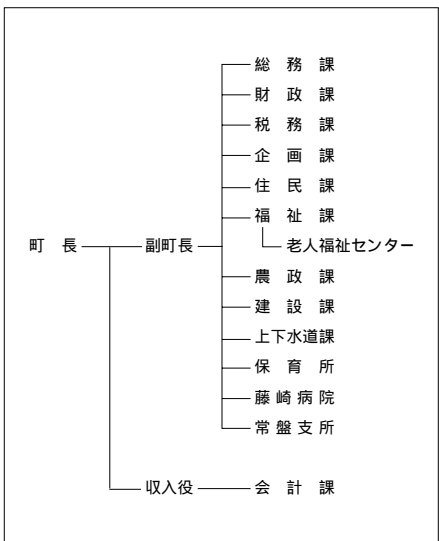 総務課
財政課
税務課
企画課
住民課
福祉課
町長 副町長 老人福祉センター
農政課
建設課
上下水道課
保育所
藤崎病院
常盤支所
収入役 会計課